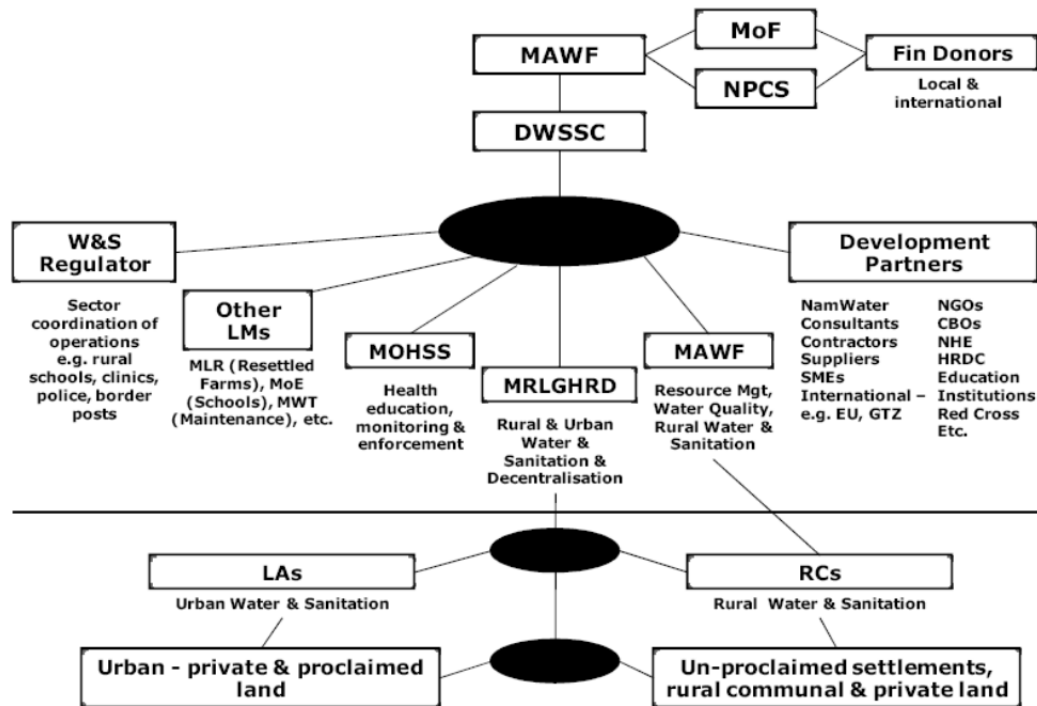 MoF
MAWF
Fin Donors
NPCS
Local &
international
DWSSC
W&S
Regulator
Sector
coordination of
operations
e.g. rural
schools, clinics,
police, border
posts
Other
LMs
MLR (Resettled
Farms), MoE
(Schools), MWT
(Maintenance), etc.
MOHSS
Health
education,
monitoring &
enforcement
MRLGHRD
Rural & Urban
Water &
Sanitation &
Decentralisation
MAWF
Resource Mgt,
Water Quality,
Rural Water &
Sanitation
Development
Partners
NamWater
Consultants
Contractors
Suppliers
SMEs
International –
e.g. EU, GTZ
NGOs
CBOs
NHE
HRDC
Education
Institutions
Red Cross
Etc.
LAs
Urban Water & Sanitation
RCs
Rural Water & Sanitation
Urban - private & proclaimed
land
Un-proclaimed settlements,
rural communal & private land